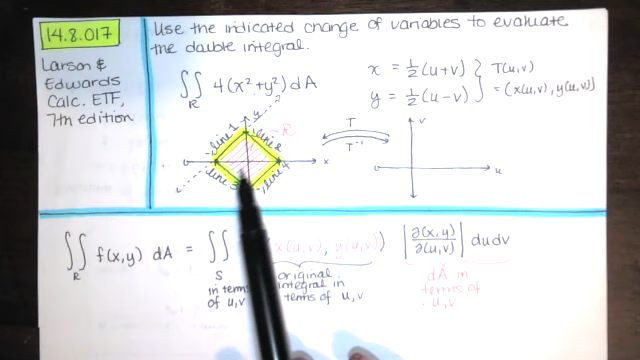 14.8.017
Larson &
Edwards
Calc. ETF,
7th edition
Use the indicated change of variables to evaluate
the double integral.
∬ 4(x²+y²) dA
R
x = ½(u+v) } T(u,v)
y = ½(u-v) } = (x(u,v), y(u,v))
y
line 1
line 2
R
x
line 3
line 4
T
T⁻¹
v
u
∬ f(x,y) dA = ∬ (x(u,v), y(u,v)) |∂(x,y)/∂(u,v)| du dv
R
S
in terms
of u,v
original
integral in
terms of u,v
dA in
terms of
u,v